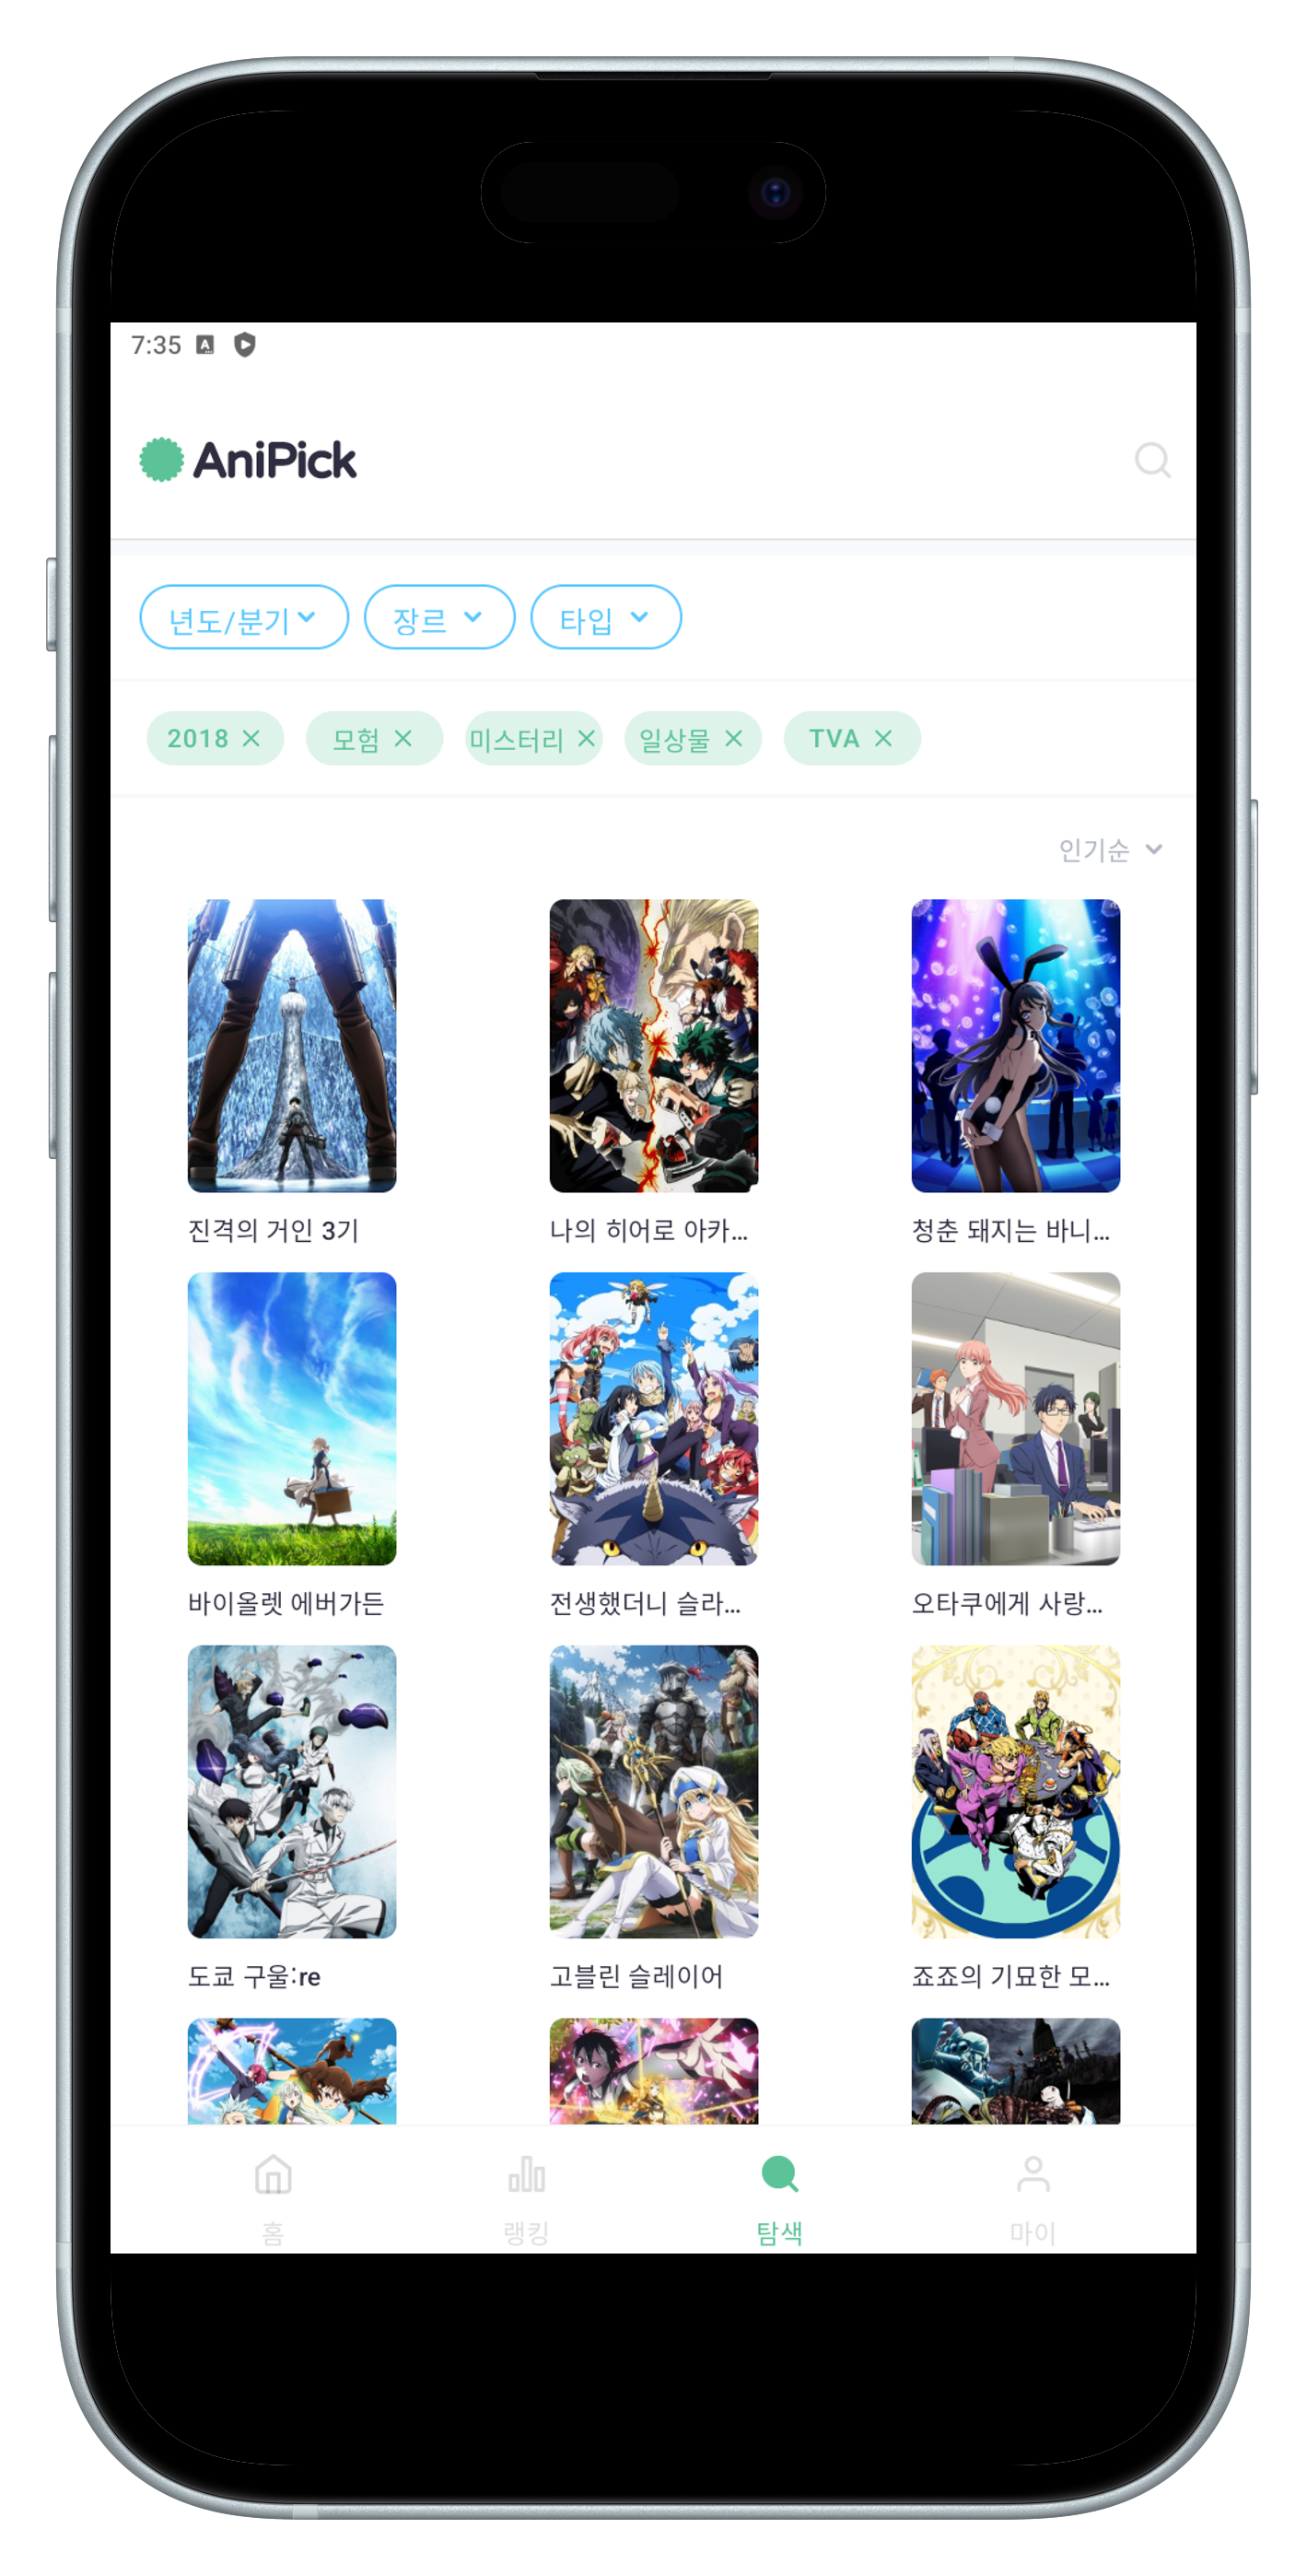 7:35
AniPick
년도/분기 장르 타입
2018 모험 미스터리 일상물 TVA
인기순
진격의 거인 3기 나의 히어로 아카... 청춘 돼지는 바니...
바이올렛 에버가든 전생했더니 슬라... 오타쿠에게 사랑...
도쿄 구울:re 고블린 슬레이어 죠죠의 기묘한 모...
홈 랭킹 탐색 마이